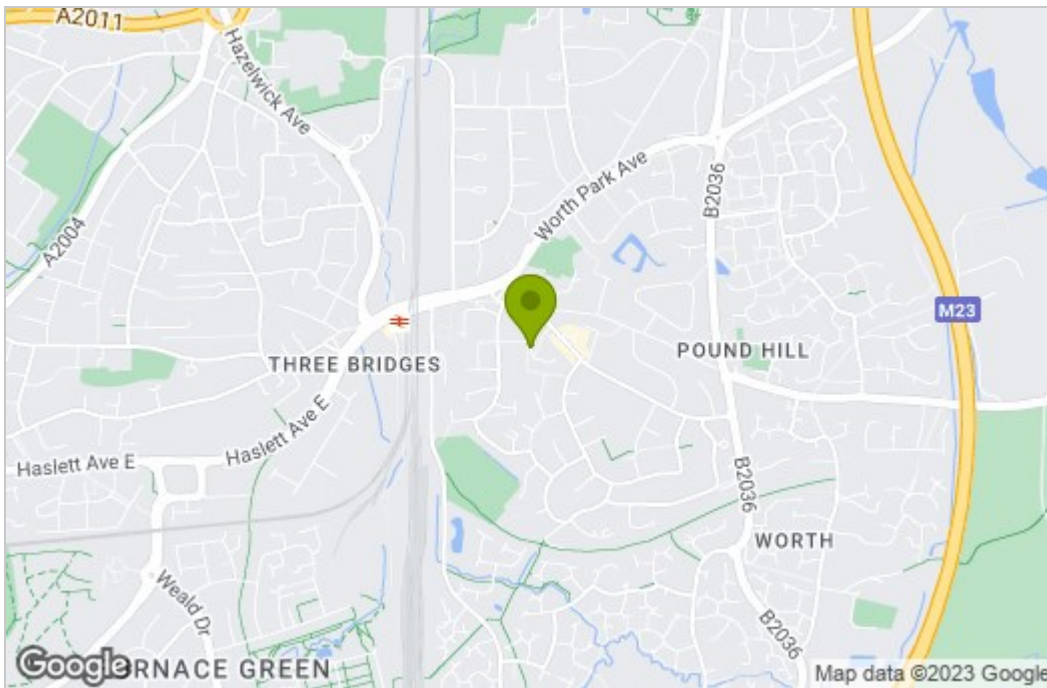 A2011
Hazelwick Ave
Worth Park Ave
B2036
A2004
M23
THREE BRIDGES
POUND HILL
Haslett Ave E
Haslett Ave E
B2036
WORTH
Weald Dr
B2036
Google
RNACE GREEN
Map data ©2023 Google